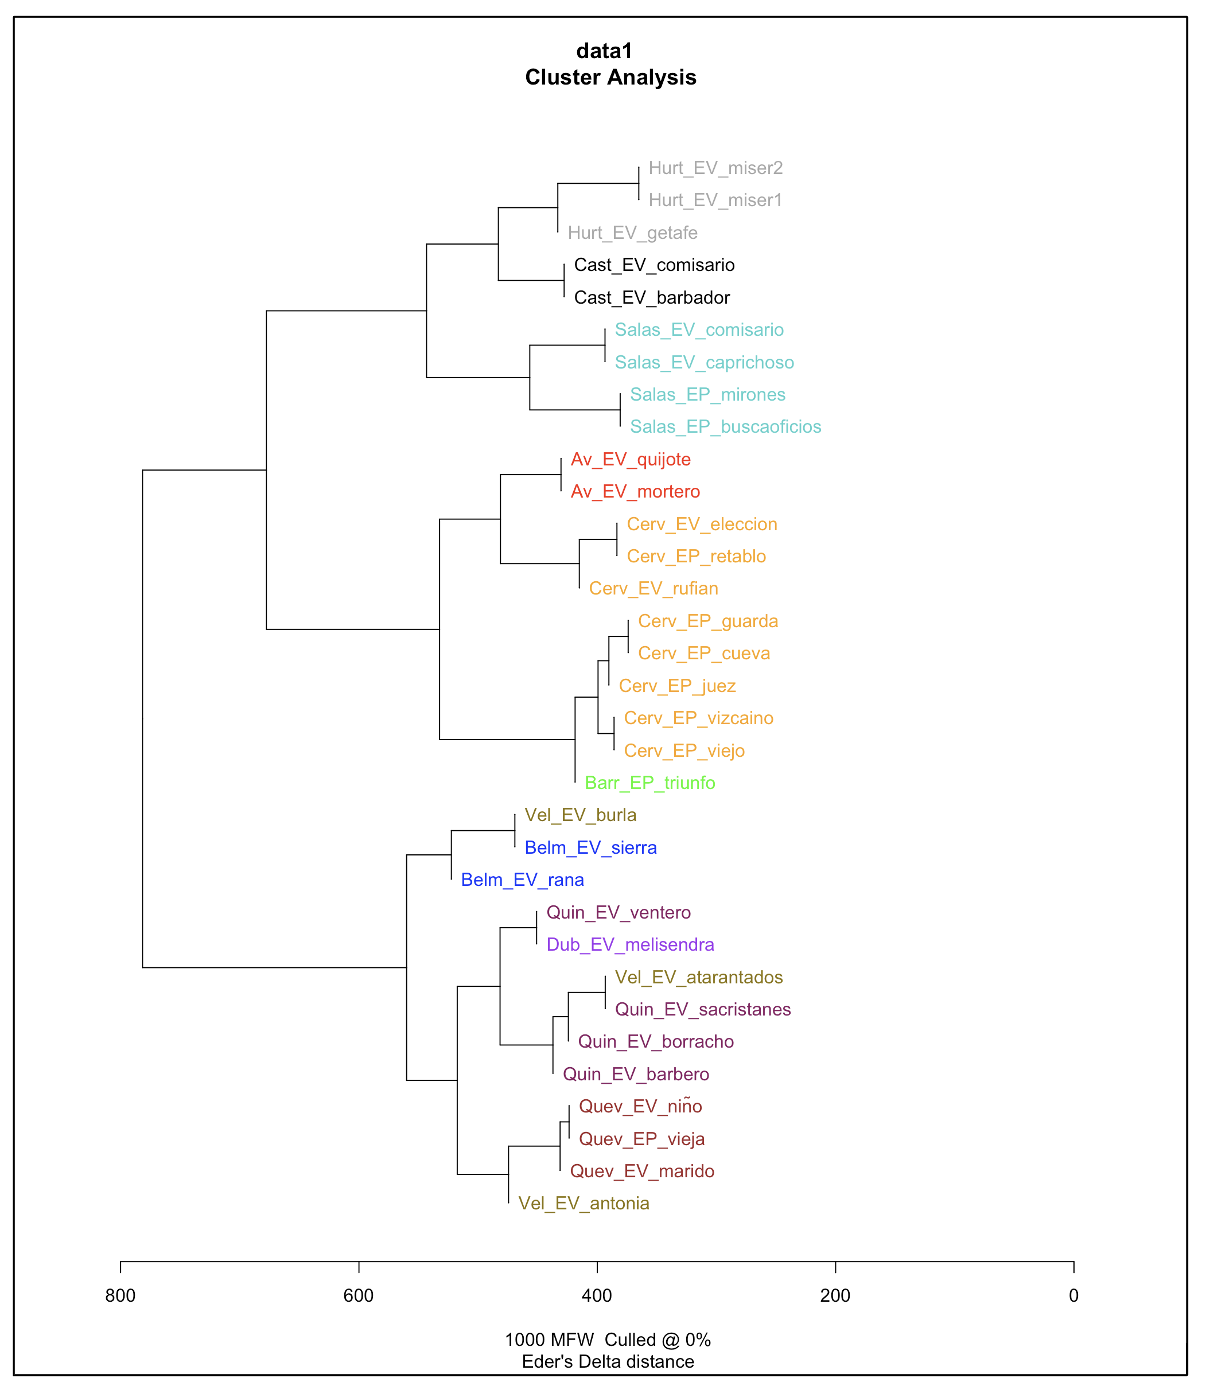 data1
Cluster Analysis
Hurt_EV_miser2
Hurt_EV_miser1
Hurt_EV_getafe
Cast_EV_comisario
Cast_EV_barbador
Salas_EV_comisario
Salas_EV_caprichoso
Salas_EP_mirones
Salas_EP_buscaoficios
Av_EV_quijote
Av_EV_mortero
Cerv_EV_eleccion
Cerv_EP_retablo
Cerv_EV_rufian
Cerv_EP_guarda
Cerv_EP_cueva
Cerv_EP_juez
Cerv_EP_vizcaino
Cerv_EP_viejo
Barr_EP_triunfo
Vel_EV_burla
Belm_EV_sierra
Belm_EV_rana
Quin_EV_ventero
Dub_EV_melisendra
Vel_EV_atarantados
Quin_EV_sacristanes
Quin_EV_borracho
Quin_EV_barbero
Quev_EV_niño
Quev_EP_vieja
Quev_EV_marido
Vel_EV_antonia
800 600 400 200 0
1000 MFW Culled @ 0%
Eder's Delta distance